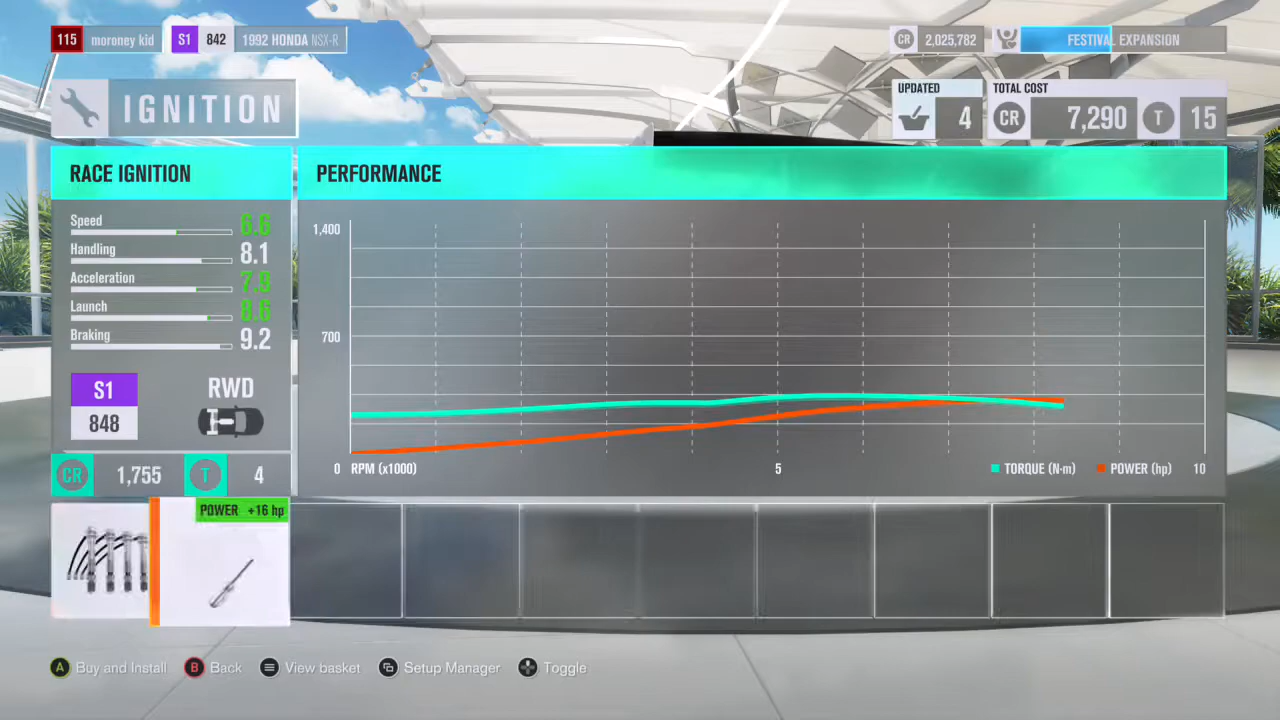 115 moroney kid S1 842 1992 HONDA NSX-R CR 2,025,782 FESTIVAL EXPANSION
IGNITION
UPDATED 4 TOTAL COST CR 7,290 T 15
RACE IGNITION
PERFORMANCE
Speed 6.6
Handling 8.1
Acceleration 7.9
Launch 8.6
Braking 9.2
S1 RWD
848
CR 1,755 T 4
1,400
700
0 RPM (x1000) 5 TORQUE (N-m) POWER (hp) 10
POWER +16 hp
A Buy and Install B Back View basket Setup Manager Toggle